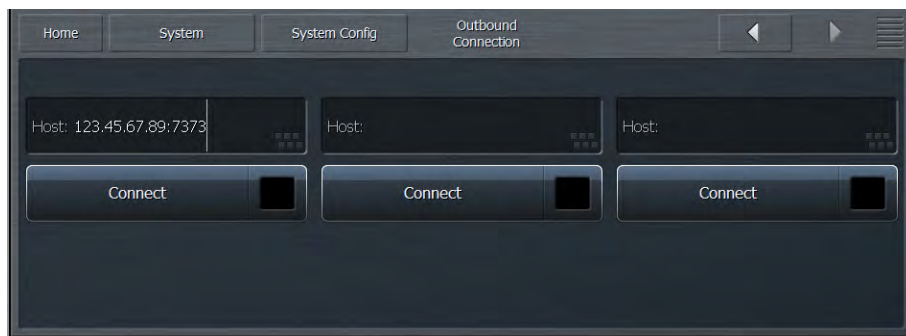 Home
System
System Config
Outbound
Connection
Host: 123.45.67.89:7373
Host:
Host:
Connect
Connect
Connect